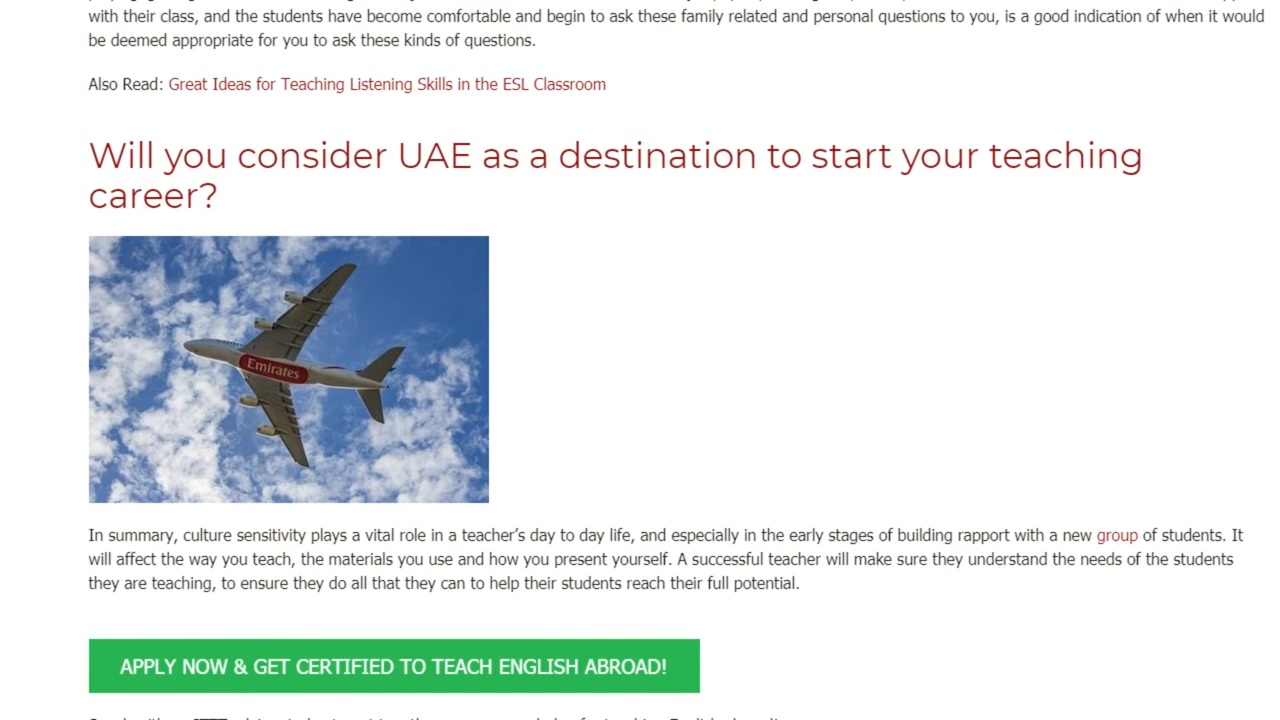 with their class, and the students have become comfortable and begin to ask these family related and personal questions to you, is a good indication of when it would
be deemed appropriate for you to ask these kinds of questions.
Also Read: Great Ideas for Teaching Listening Skills in the ESL Classroom
Will you consider UAE as a destination to start your teaching
career?
Emirates
In summary, culture sensitivity plays a vital role in a teacher’s day to day life, and especially in the early stages of building rapport with a new group of students. It
will affect the way you teach, the materials you use and how you present yourself. A successful teacher will make sure they understand the needs of the students
they are teaching, to ensure they do all that they can to help their students reach their full potential.
APPLY NOW & GET CERTIFIED TO TEACH ENGLISH ABROAD!